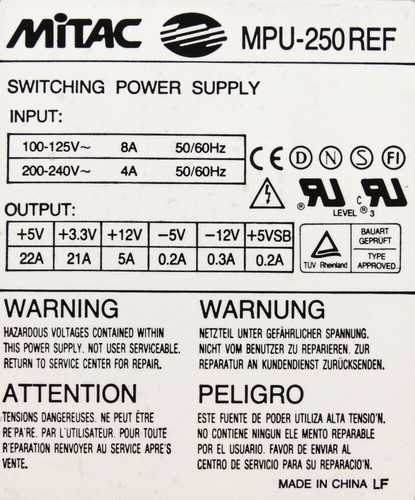 MiTAC MPU-250REF
SWITCHING POWER SUPPLY
INPUT:
100-125V~ 8A 50/60Hz
200-240V~ 4A 50/60Hz
CE D N S FI
RU ® c RU ®
LEVEL 3
OUTPUT:
+5V +3.3V +12V -5V -12V +5VSB
22A 21A 5A 0.2A 0.3A 0.2A
TÜV Rheinland
BAUART
GEPRÜFT
TYPE
APPROVED
WARNING
HAZARDOUS VOLTAGES CONTAINED WITHIN
THIS POWER SUPPLY. NOT USER SERVICEABLE.
RETURN TO SERVICE CENTER FOR REPAIR.
WARNUNG
NETZTEIL UNTER GEFÄHRLICHER SPANNUNG.
NICHT VOM BENUTZER ZU REPARIEREN. ZUR
REPARATUR AN KUNDENDIENST ZURÜCKSENDEN.
ATTENTION
TENSIONS DANGEREUSES. NE PEUT ÊTRE
RE'PA'RE. PAR L'UTILISATEUR. POUR TOUTE
R'EPARATION RENVOYER AU SERVICE APRE'S
VENTE.
PELIGRO
ESTE FUENTE DE PODER UTILIZA ALTA TENSIO'N.
NO CONTIENE NINGUN ELE MENTO REPARABLE
POR EL USUARIO. FAVOR DE ENVIAR AL
CENTRO DE SERVICIO PARA SU REPARACIO'N.
MADE IN CHINA LF